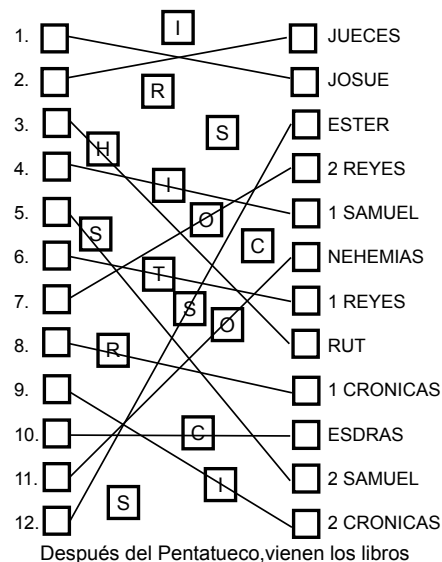 I
1. JUECES
2. JOSUE
R
3. ESTER
S
H
4. 2 REYES
I
5. 1 SAMUEL
O
S
C
6. NEHEMIAS
T
7. 1 REYES
S
O
8. RUT
R
9. 1 CRONICAS
10. C ESDRAS
11. 2 SAMUEL
I
S
12. 2 CRONICAS
Después del Pentatueco,vienen los libros